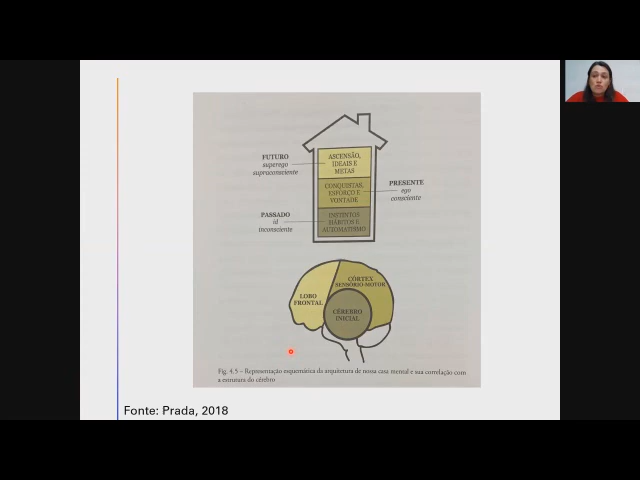 FUTURO
superego
supraconsciente
ASCENSÃO,
IDEAIS E
METAS
CONQUISTAS,
ESFORÇO E
VONTADE
PRESENTE
ego
consciente
PASSADO
id
inconsciente
INSTINTOS
HÁBITOS E
AUTOMATISMO
LOBO
FRONTAL
CÓRTEX
SENSÓRIO-MOTOR
CÉREBRO
INICIAL
Fig. 4.5 – Representação esquemática da arquitetura de nossa casa mental e sua correlação com
a estrutura do cérebro
Fonte: Prada, 2018